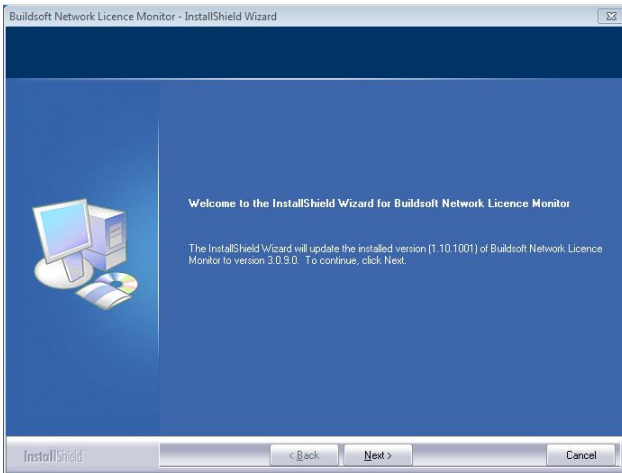 Buildsoft Network Licence Monitor - InstallShield Wizard
Welcome to the InstallShield Wizard for Buildsoft Network Licence Monitor
The InstallShield Wizard will update the installed version (1.10.1001) of Buildsoft Network Licence
Monitor to version 3.0.9.0. To continue, click Next.
InstallShield
< Back
Next >
Cancel